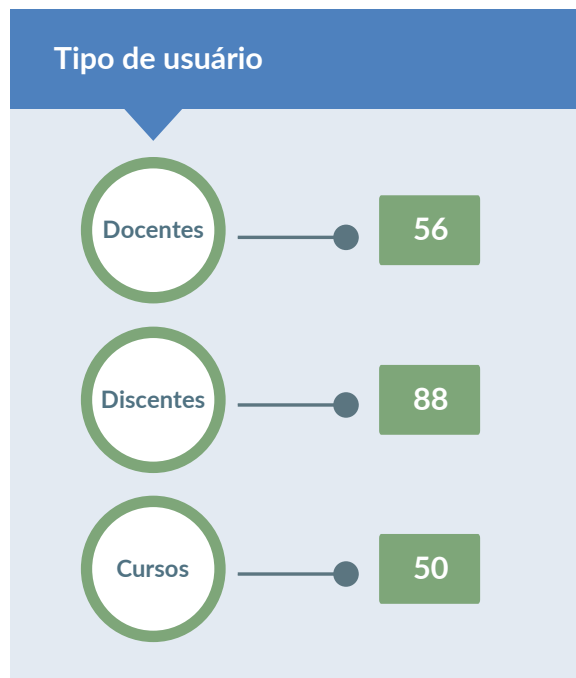 Tipo de usuário
Docentes
56
Discentes
88
Cursos
50